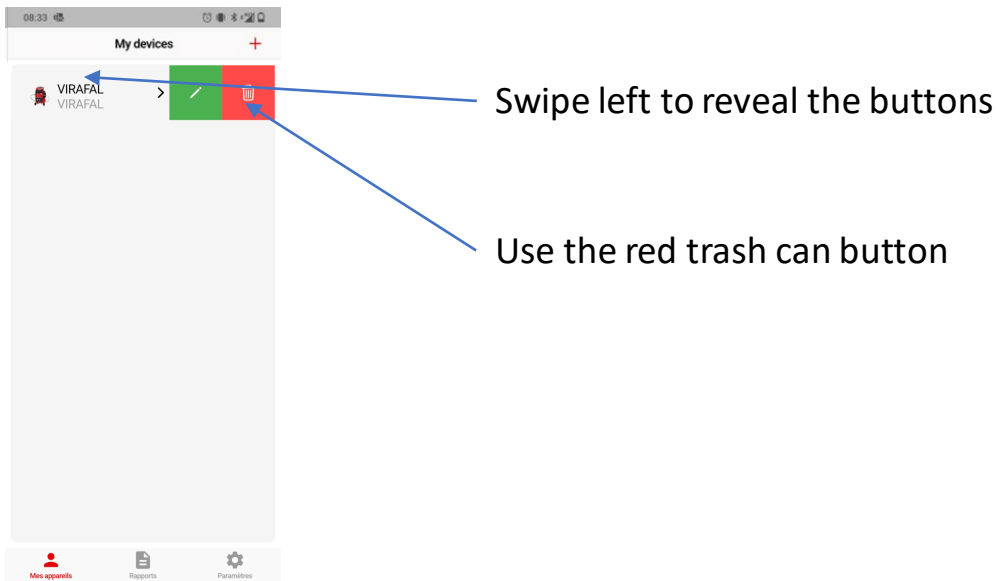 08:33
My devices
+
VIRAFAL
VIRAFAL
Swipe left to reveal the buttons
Use the red trash can button
Mes appareils
Rapports
Paramètres